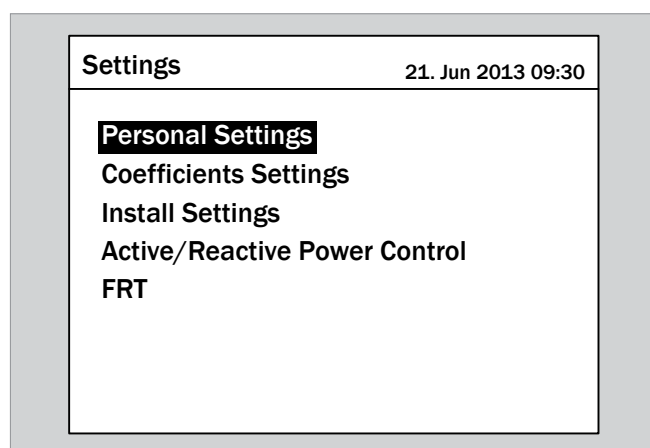 Settings 21. Jun 2013 09:30
Personal Settings
Coefficients Settings
Install Settings
Active/Reactive Power Control
FRT